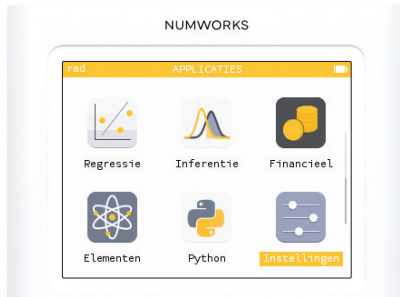 NUMWORKS
rad APPLICATIES
Regressie Inferentie Financieel
Elementen Python Instellingen